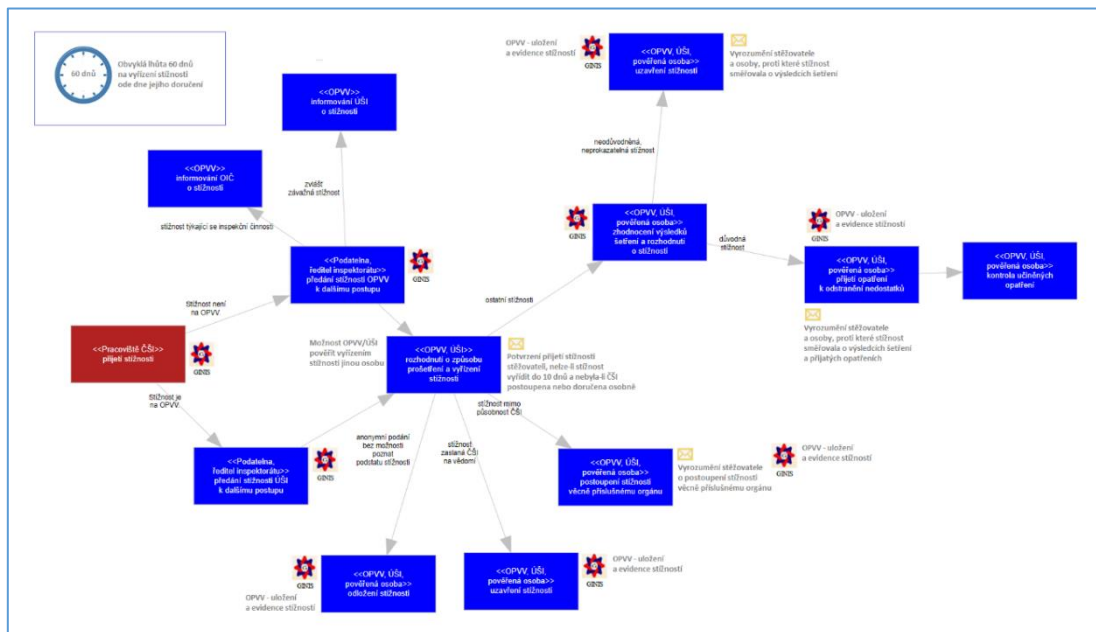 60 dnů
Obvyklá lhůta 60 dnů
na vyřízení stížnosti
ode dne jejího doručení
<<OPVV>>
informování ÚŠI
o stížnosti
<<OPVV>>
informování OIČ
o stížnosti
zvlášť
závažná stížnost
stížnost týkající se inspekční činnosti
<<Podatelna,
ředitel inspektorátu>>
předání stížnosti OPVV
k dalšímu postupu
GINIS
štížnost není
na OPVV
<<Pracoviště ČŠI>>
přijetí stížnosti
GINIS
štížnost je
na OPVV
<<Podatelna,
ředitel inspektorátu>>
předání stížnosti ÚŠI
k dalšímu postupu
GINIS
Možnost OPVV/ÚŠI
pověřit vyřízením
stížnosti jinou osobu
<<OPVV, ÚŠI>>
rozhodnutí o způsobu
prošetření a vyřízení
stížnosti
Potvrzení přijetí stížnosti
stěžovateli, nelze-li stížnost
vyřídit do 10 dnů a nebyla-li ČŠI
postoupena nebo doručena osobně
ostatní stížnosti
anonymní podání
bez možnosti
poznat
podstatu stížnosti
stížnost
zaslaná ČŠI
na vědomí
stížnost mimo
působnost ČŠI
GINIS
OPVV - uložení
a evidence stížností
<<OPVV, ÚŠI,
pověřená osoba>>
odložení stížnosti
<<OPVV, ÚŠI,
pověřená osoba>>
uzavření stížnosti
GINIS
OPVV - uložení
a evidence stížností
<<OPVV, ÚŠI,
pověřená osoba>>
postoupení stížnosti
věcně příslušnému orgánu
Vyrozumění stěžovatele
o postoupení stížnosti
věcně příslušnému orgánu
GINIS
OPVV - uložení
a evidence stížností
<<OPVV, ÚŠI,
pověřená osoba>>
zhodnocení výsledků
šetření a rozhodnutí
o stížnosti
GINIS
neodůvodněná,
neprokazatelná stížnost
OPVV - uložení
a evidence stížností
GINIS
<<OPVV, ÚŠI,
pověřená osoba>>
uzavření stížnosti
Vyrozumění stěžovatele
a osoby, proti které stížnost
směřovala o výsledcích šetření
důvodná
stížnost
GINIS
OPVV - uložení
a evidence stížností
<<OPVV, ÚŠI,
pověřená osoba>>
přijetí opatření
k odstranění nedostatků
Vyrozumění stěžovatele
a osoby, proti které stížnost
směřovala o výsledcích šetření
a přijatých opatřeních
<<OPVV, ÚŠI,
pověřená osoba>>
kontrola učiněných
opatření